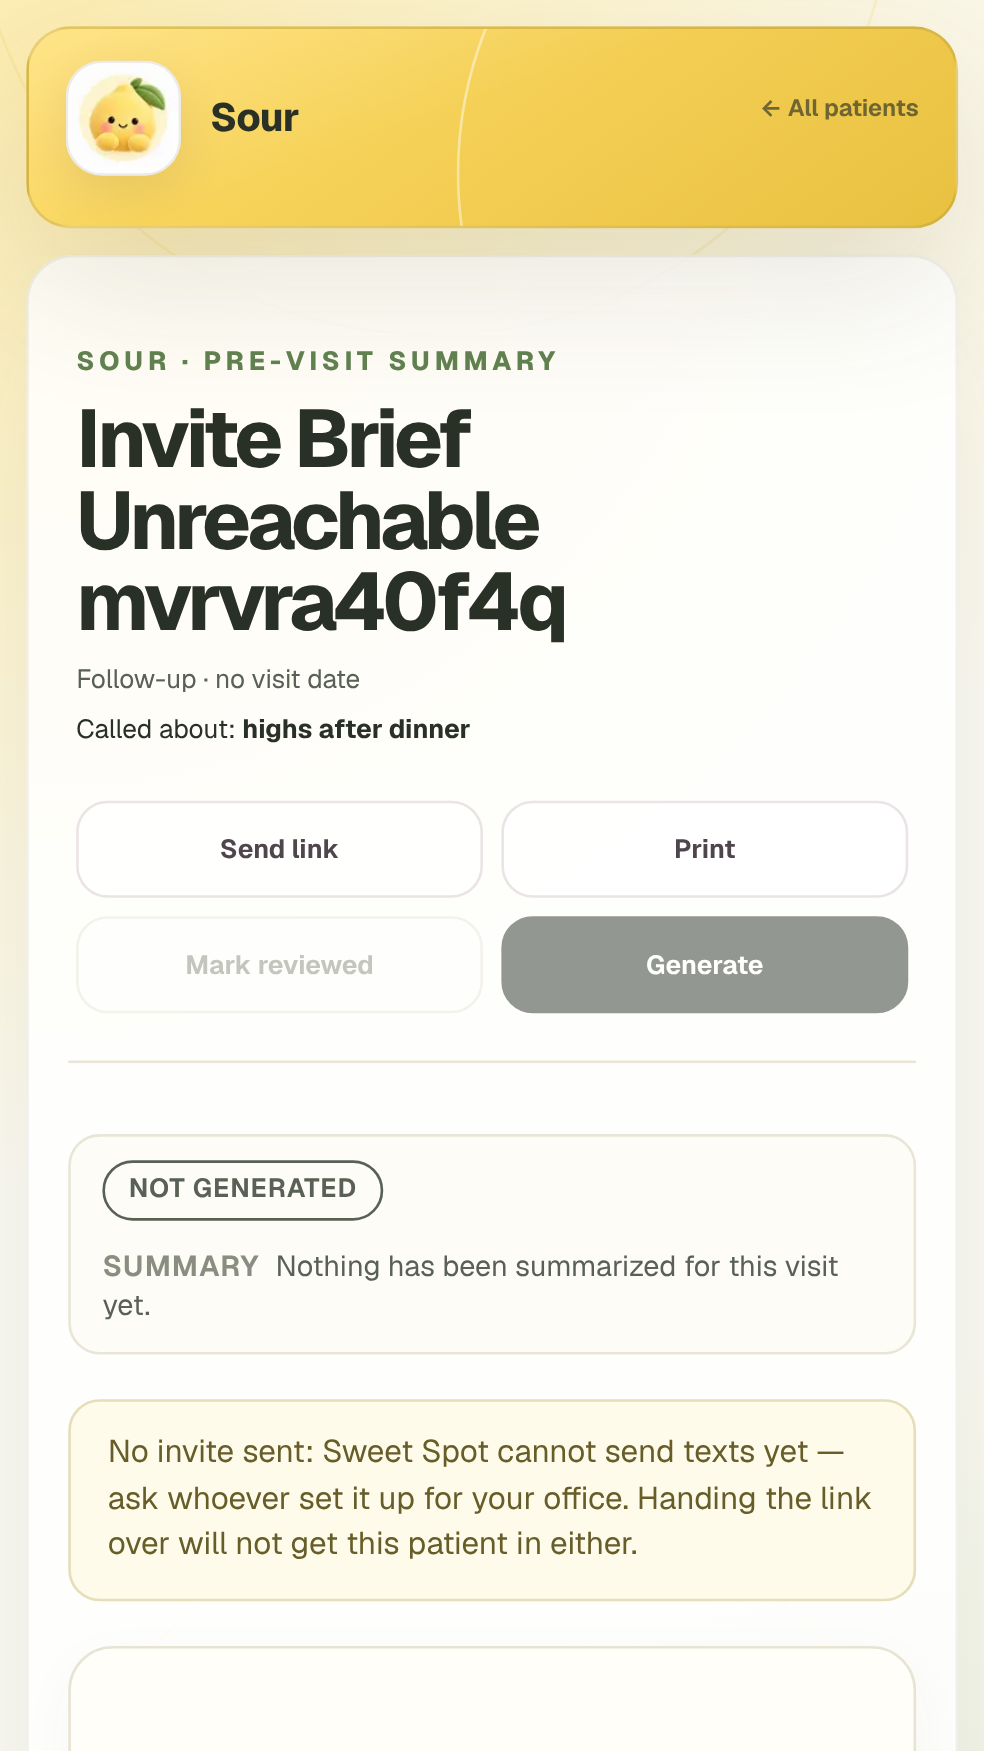 Sour
← All patients
SOUR · PRE-VISIT SUMMARY
Invite Brief
Unreachable
mvrvra40f4q
Follow-up · no visit date
Called about: highs after dinner
Send link
Print
Mark reviewed
Generate
NOT GENERATED
SUMMARY Nothing has been summarized for this visit
yet.
No invite sent: Sweet Spot cannot send texts yet —
ask whoever set it up for your office. Handing the link
over will not get this patient in either.